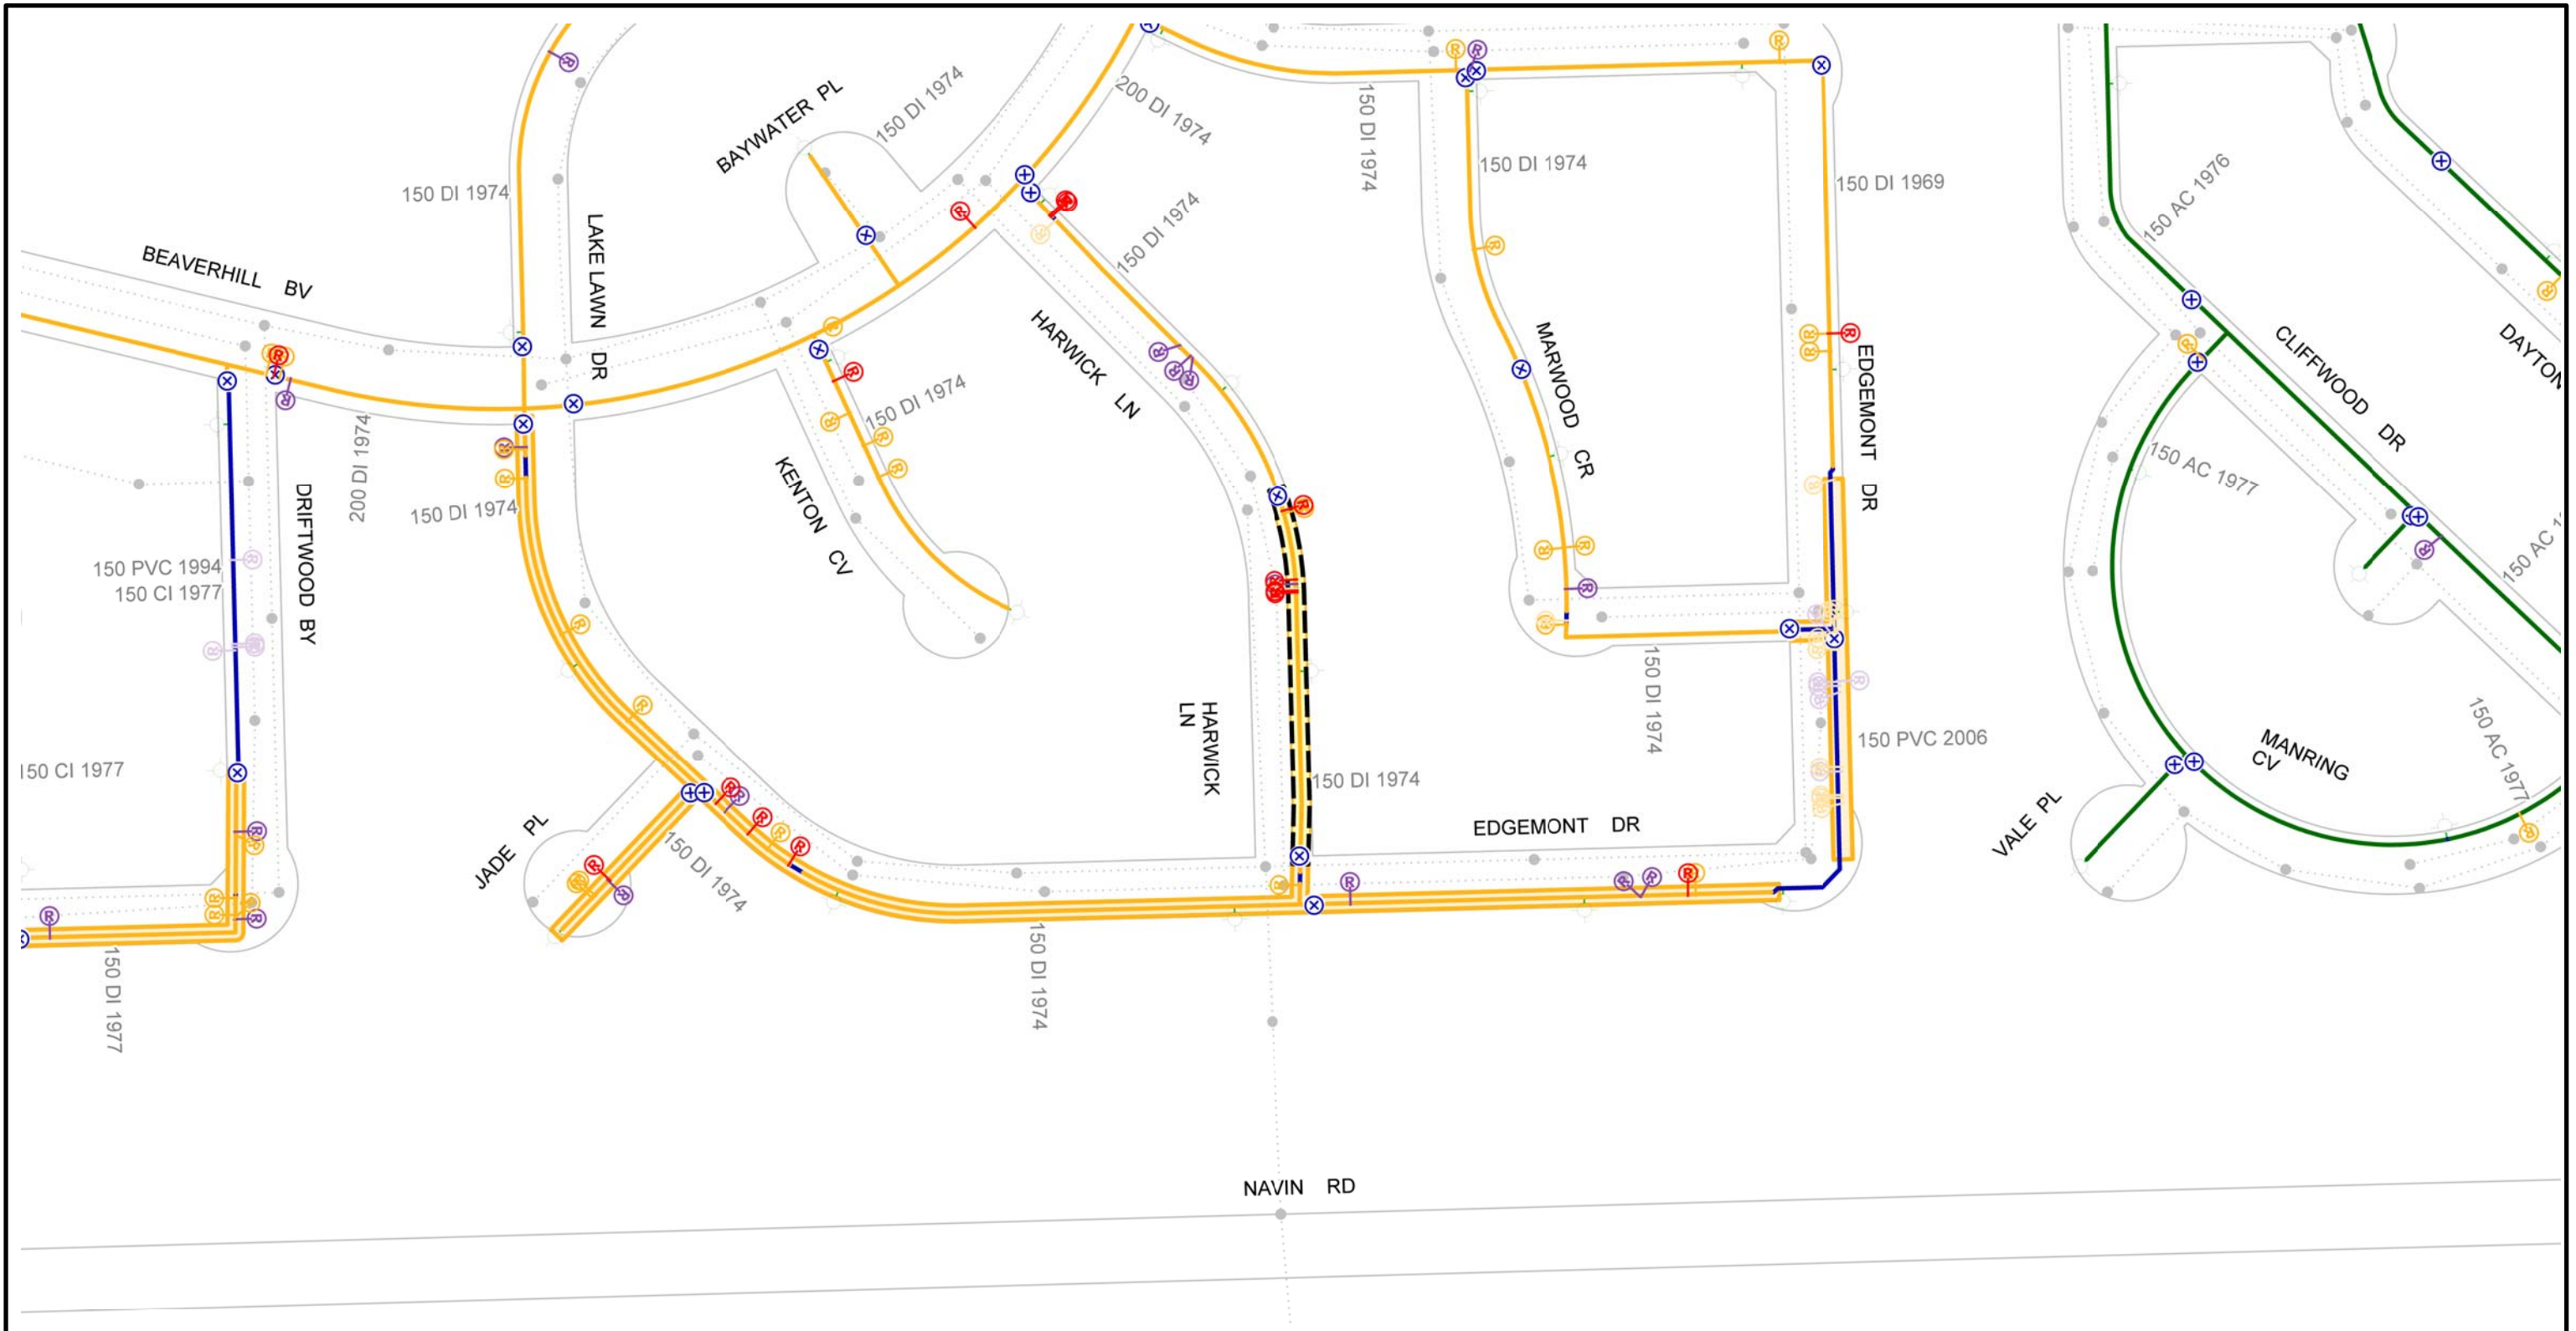 BAYWATER PL
150 DI 1974
200 DI 1974
150 DI 1974
150 DI 1974
150 DI 1969
150 AC 1976
150 DI 1974
LAKE LAWN DR
150 DI 1974
BEAVERHILL BV
HARWICK LN
MARWOOD CR
EDGEMONT DR
CLIFFWOOD DR
DAYTON
150 DI 1974
200 DI 1974
150 DI 1974
KENTON CV
DRIFTWOOD BY
150 AC 1977
150 AC 1
150 PVC 1994
150 CI 1977
HARWICK
LN
150 DI 1974
150 PVC 2006
150 AC 1977
MANRING
CV
150 CI 1977
150 DI 1974
EDGEMONT DR
VALE PL
JADE PL
150 DI 1974
150 DI 1974
150 DI 1977
NAVIN RD